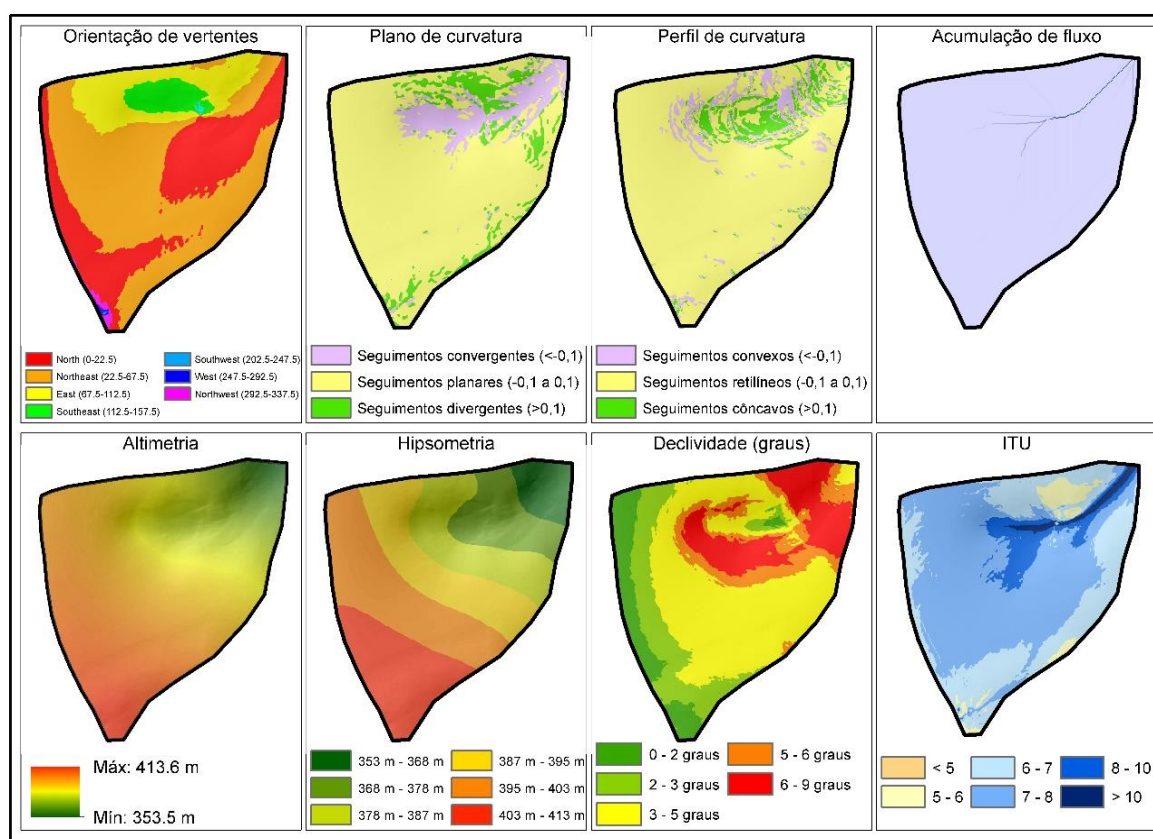 Orientação de vertentes
North (0-22.5)
Northeast (22.5-67.5)
East (67.5-112.5)
Southeast (112.5-157.5)
Southwest (202.5-247.5)
West (247.5-292.5)
Northwest (292.5-337.5)
Plano de curvatura
Seguimentos convergentes (<-0,1)
Seguimentos planares (-0,1 a 0,1)
Seguimentos divergentes (>0,1)
Perfil de curvatura
Seguimentos convexos (<-0,1)
Seguimentos retilíneos (-0,1 a 0,1)
Seguimentos côncavos (>0,1)
Acumulação de fluxo
Altimetria
Máx: 413.6 m
Mín: 353.5 m
Hipsometria
353 m - 368 m
368 m - 378 m
378 m - 387 m
387 m - 395 m
395 m - 403 m
403 m - 413 m
Declividade (graus)
0 - 2 graus
2 - 3 graus
3 - 5 graus
5 - 6 graus
6 - 9 graus
ITU
< 5
5 - 6
6 - 7
7 - 8
8 - 10
> 10